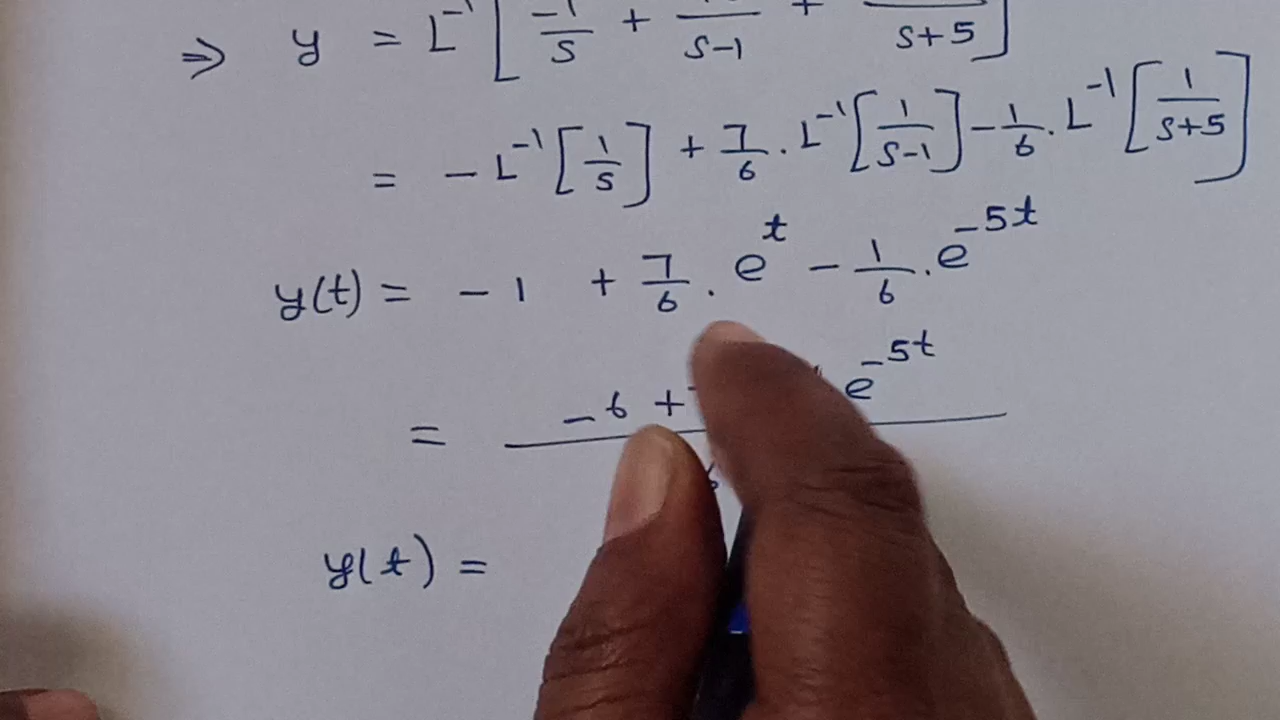 ⇒ y = L⁻¹ [ -1/s + /s-1 + /s+5 ]
= - L⁻¹ [ 1/s ] + 7/6 . L⁻¹ [ 1/s-1 ] - 1/6 . L⁻¹ [ 1/s+5 ]
y(t) = - 1 + 7/6 . e^t - 1/6 . e^-5t
= -6 + e^-5t
y(t) =